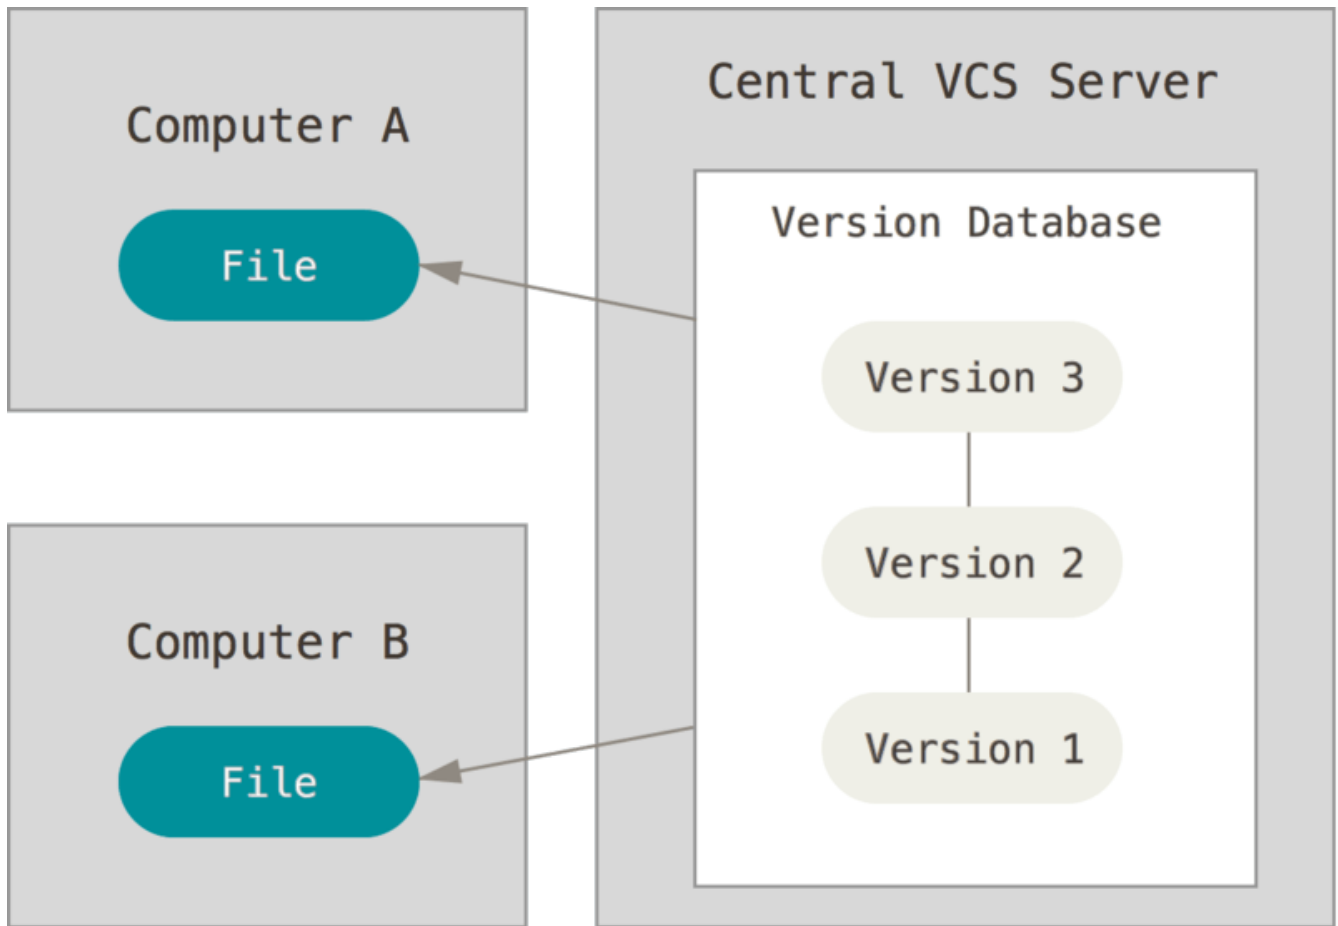 Computer A
File
Computer B
File
Central VCS Server
Version Database
Version 3
Version 2
Version 1